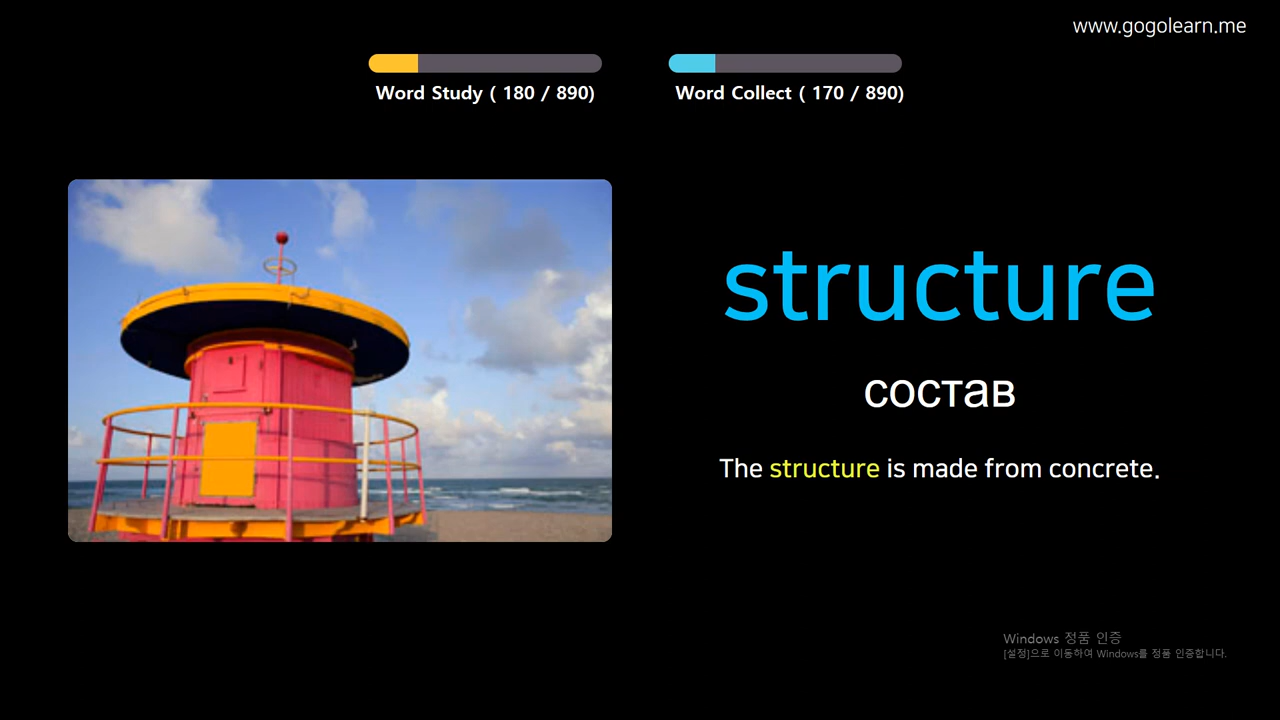 www.gogolearn.me
Word Study ( 180 / 890)
Word Collect ( 170 / 890)
structure
состав
The structure is made from concrete.
Windows 정품 인증
[설정]으로 이동하여 Windows를 정품 인증합니다.